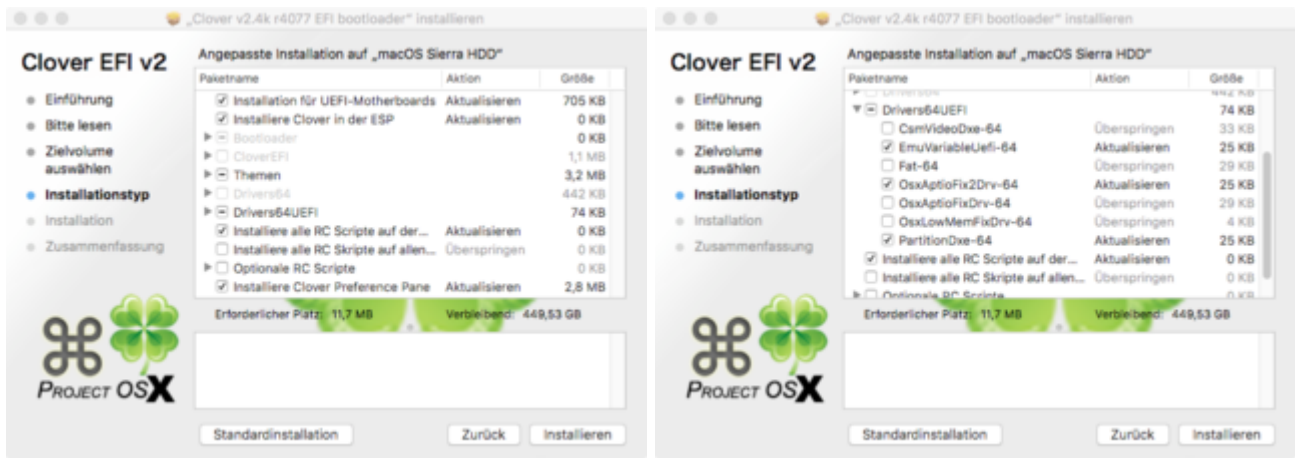 „Clover v2.4k r4077 EFI bootloader“ installieren
Clover EFI v2
Einführung
Bitte lesen
Zielvolume
auswählen
Installationstyp
Installation
Zusammenfassung
PROJECT OSX
Angepasste Installation auf „macOS Sierra HDD“
Paketname Aktion Größe
Installation für UEFI-Motherboards Aktualisieren 705 KB
Installiere Clover in der ESP Aktualisieren 0 KB
Bootloader 0 KB
CloverEFI 1,1 MB
Themen 3,2 MB
Drivers64 442 KB
Drivers64UEFI 74 KB
Installiere alle RC Scripte auf der... Aktualisieren 0 KB
Installiere alle RC Skripte auf allen... Überspringen 0 KB
Optionale RC Scripte 0 KB
Installiere Clover Preference Pane Aktualisieren 2,8 MB
Erforderlicher Platz: 11,7 MB Verbleibend: 449,53 GB
Standardinstallation Zurück Installieren
„Clover v2.4k r4077 EFI bootloader“ installieren
Clover EFI v2
Einführung
Bitte lesen
Zielvolume
auswählen
Installationstyp
Installation
Zusammenfassung
PROJECT OSX
Angepasste Installation auf „macOS Sierra HDD“
Paketname Aktion Größe
Drivers64 442 KB
Drivers64UEFI 74 KB
CsmVideoDxe-64 Überspringen 33 KB
EmuVariableUefi-64 Aktualisieren 25 KB
Fat-64 Überspringen 29 KB
OsxAptioFix2Drv-64 Aktualisieren 25 KB
OsxAptioFixDrv-64 Überspringen 29 KB
OsxLowMemFixDrv-64 Überspringen 4 KB
PartitionDxe-64 Aktualisieren 25 KB
Installiere alle RC Scripte auf der... Aktualisieren 0 KB
Installiere alle RC Skripte auf allen... Überspringen 0 KB
Optionale RC Scripte 0 KB
Erforderlicher Platz: 11,7 MB Verbleibend: 449,53 GB
Standardinstallation Zurück Installieren